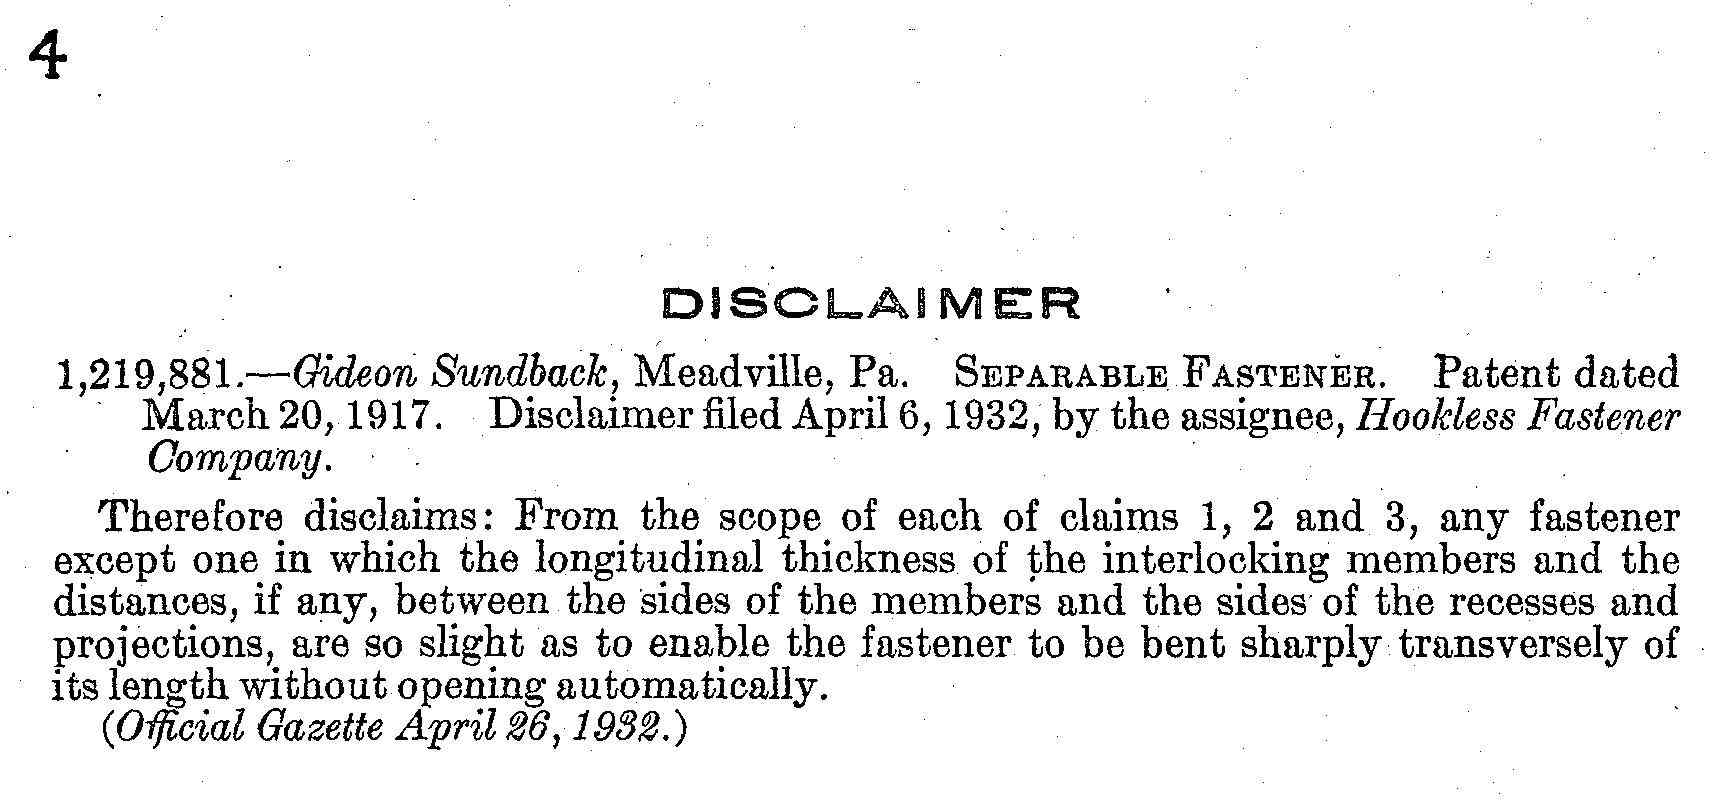 4
DISCLAIMER
1,219,881.—Gideon Sundback, Meadville, Pa. SEPARABLE FASTENER. Patent dated
March 20, 1917. Disclaimer filed April 6, 1932, by the assignee, Hookless Fastener
Company.
Therefore disclaims: From the scope of each of claims 1, 2 and 3, any fastener
except one in which the longitudinal thickness of the interlocking members and the
distances, if any, between the sides of the members and the sides of the recesses and
projections, are so slight as to enable the fastener to be bent sharply transversely of
its length without opening automatically.
(Official Gazette April 26, 1932.)